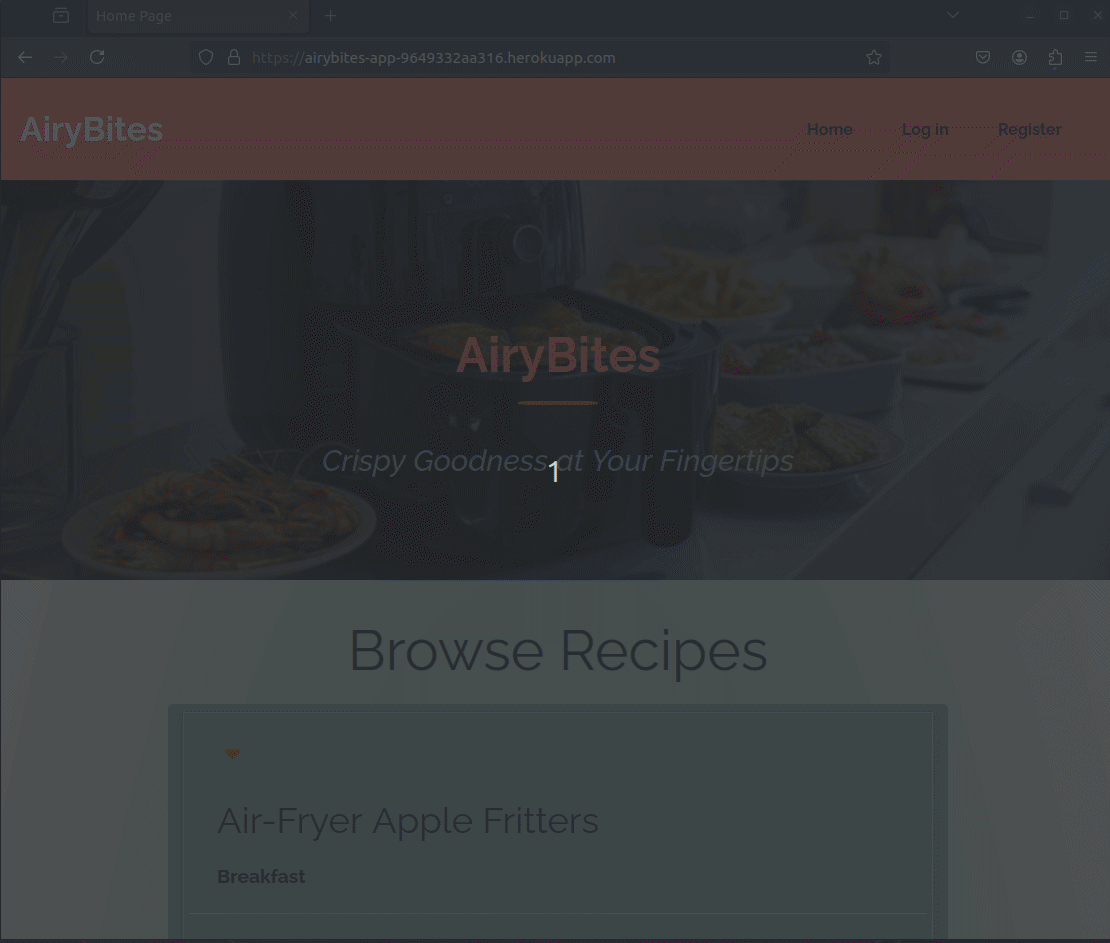 Home Page
https://airybites-app-9649332aa316.herokuapp.com
AiryBites
Home Log in Register
AiryBites
Crispy Goodness at Your Fingertips
1
Browse Recipes
Air-Fryer Apple Fritters
Breakfast